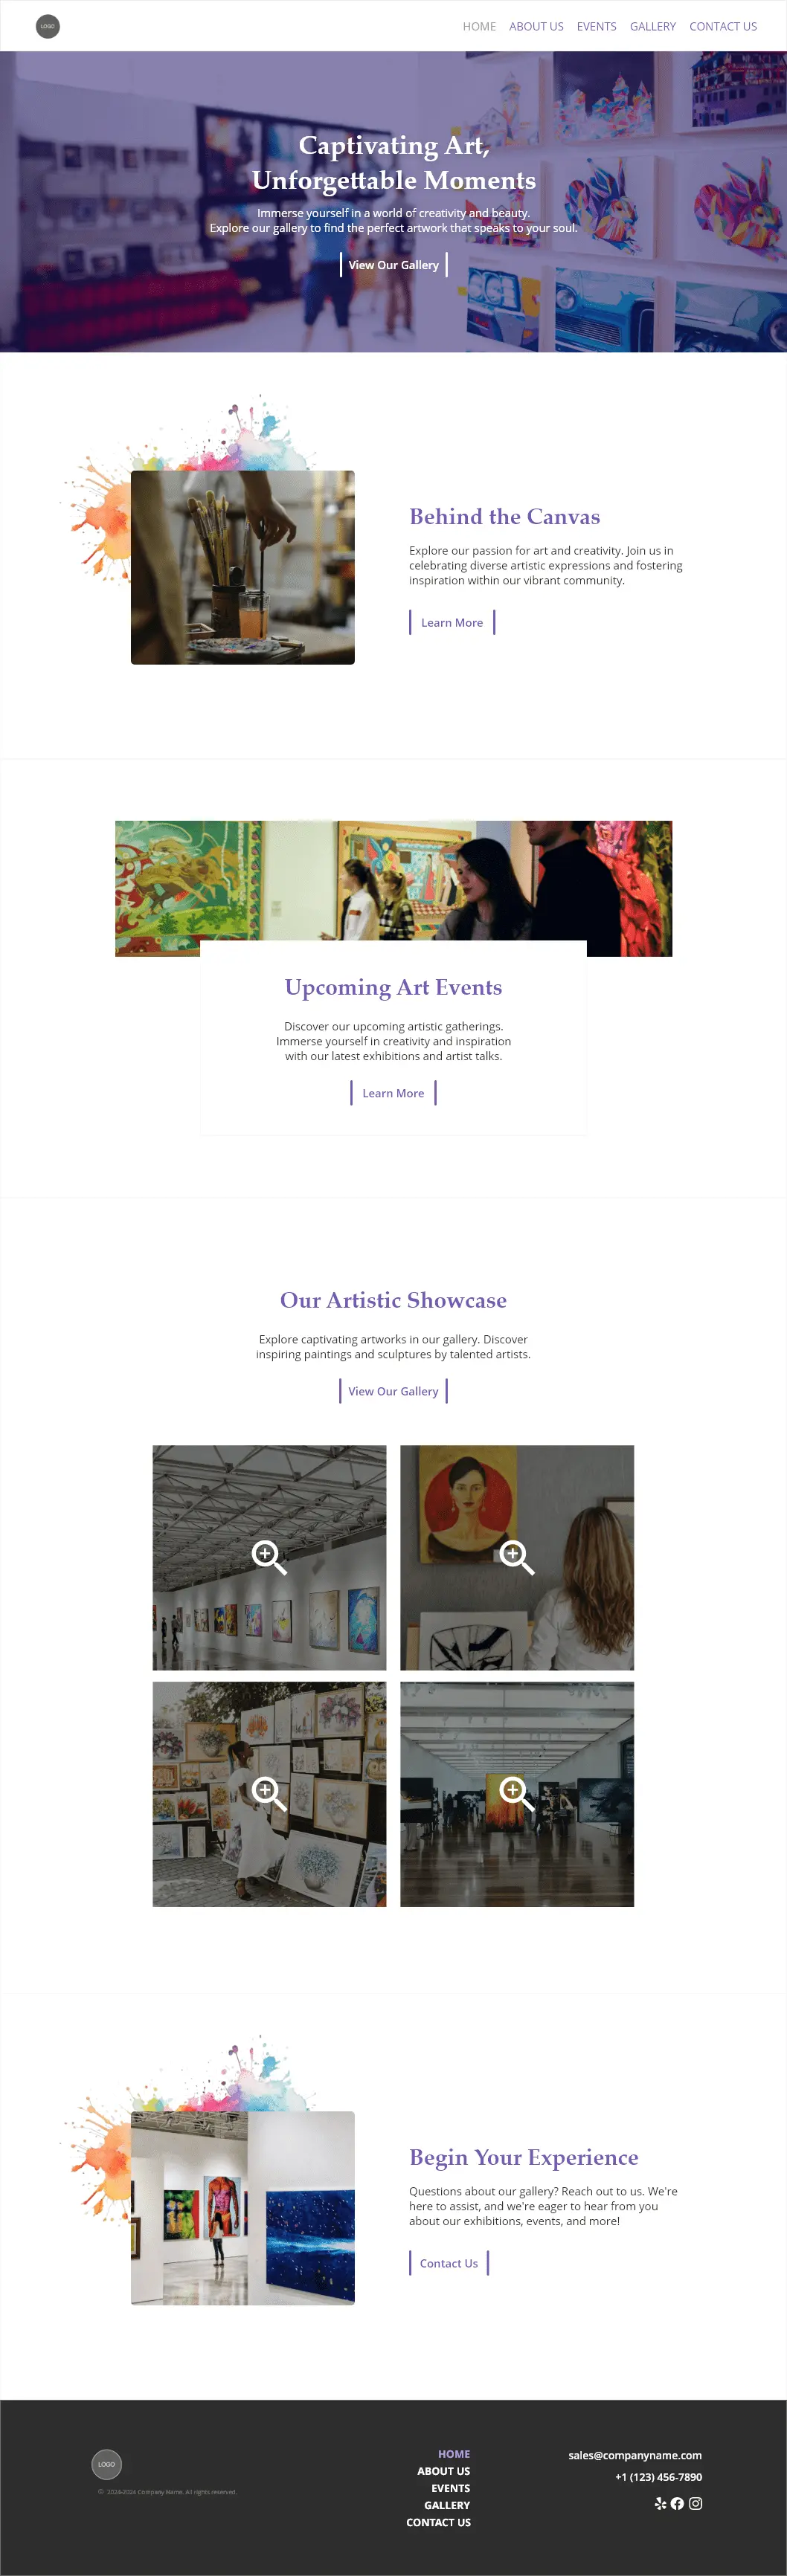 LOGO
HOME
ABOUT US
EVENTS
GALLERY
CONTACT US
Captivating Art,
Unforgettable Moments
Immerse yourself in a world of creativity and beauty.
Explore our gallery to find the perfect artwork that speaks to your soul.
View Our Gallery
Behind the Canvas
Explore our passion for art and creativity. Join us in
celebrating diverse artistic expressions and fostering
inspiration within our vibrant community.
Learn More
Upcoming Art Events
Discover our upcoming artistic gatherings.
Immerse yourself in creativity and inspiration
with our latest exhibitions and artist talks.
Learn More
Our Artistic Showcase
Explore captivating artworks in our gallery. Discover
inspiring paintings and sculptures by talented artists.
View Our Gallery
Begin Your Experience
Questions about our gallery? Reach out to us. We're
here to assist, and we're eager to hear from you
about our exhibitions, events, and more!
Contact Us
LOGO
© 2024-2024 Company Name, All rights reserved.
HOME
ABOUT US
EVENTS
GALLERY
CONTACT US
sales@companyname.com
+1 (123) 456-7890